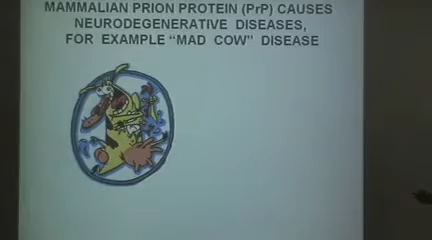 MAMMALIAN PRION PROTEIN (PrP) CAUSES
NEURODEGENERATIVE DISEASES,
FOR EXAMPLE “MAD COW” DISEASE